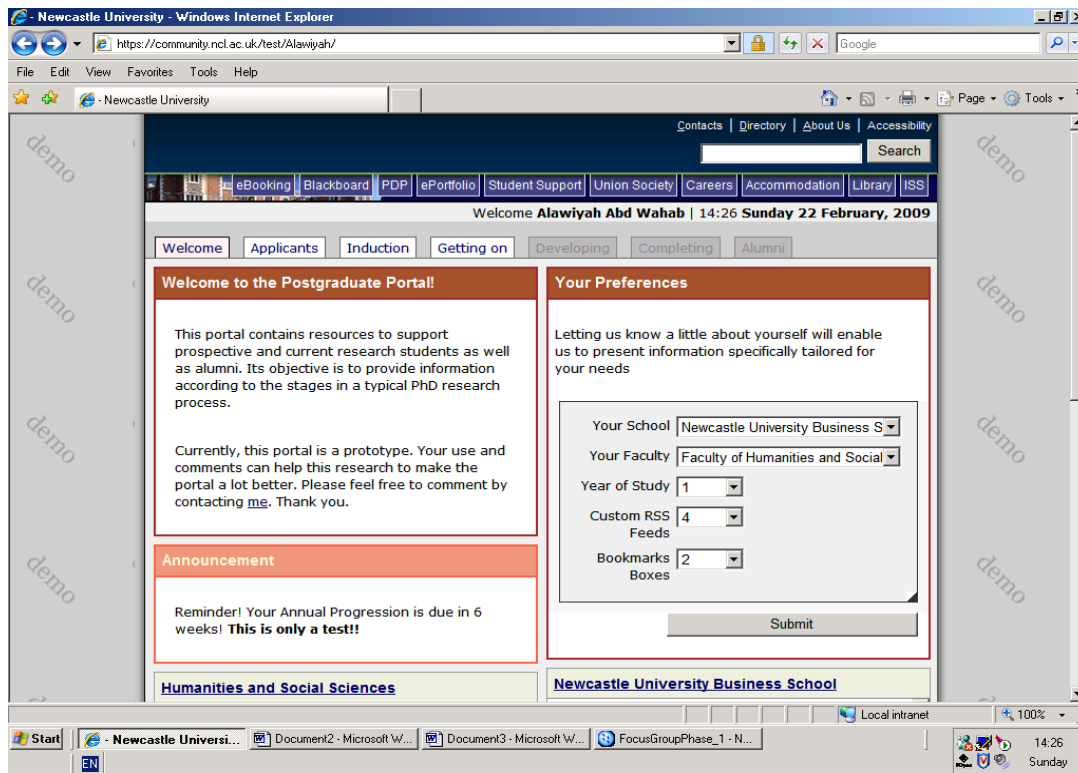 - Newcastle University - Windows Internet Explorer
https://community.ncl.ac.uk/test/Alawiyah/
Google
File Edit View Favorites Tools Help
- Newcastle University
Page Tools
Contacts | Directory | About Us | Accessibility
Search
eBooking Blackboard PDP ePortfolio Student Support Union Society Careers Accommodation Library ISS
Welcome Alawiyah Abd Wahab | 14:26 Sunday 22 February, 2009
Welcome Applicants Induction Getting on Developing Completing Alumni
Welcome to the Postgraduate Portal!
This portal contains resources to support
prospective and current research students as well
as alumni. Its objective is to provide information
according to the stages in a typical PhD research
process.
Currently, this portal is a prototype. Your use and
comments can help this research to make the
portal a lot better. Please feel free to comment by
contacting me. Thank you.
Announcement
Reminder! Your Annual Progression is due in 6
weeks! This is only a test!!
Humanities and Social Sciences
Your Preferences
Letting us know a little about yourself will enable
us to present information specifically tailored for
your needs
Your School Newcastle University Business S
Your Faculty Faculty of Humanities and Social
Year of Study 1
Custom RSS 4
Feeds
Bookmarks 2
Boxes
Submit
Newcastle University Business School
demo
demo
demo
demo
demo
demo
demo
demo
Local intranet 100%
Start - Newcastle Universi... Document2 - Microsoft W... Document3 - Microsoft W... FocusGroupPhase_1 - N... 14:26
EN Sunday